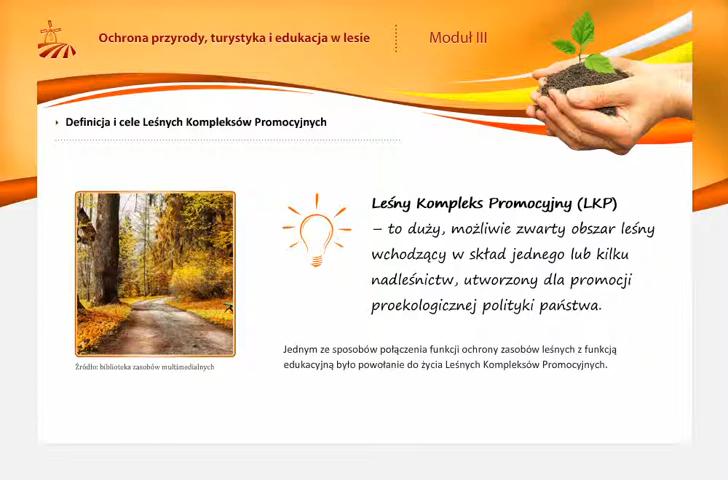 Ochrona przyrody, turystyka i edukacja w lesie
Moduł III
Definicja i cele Leśnych Kompleksów Promocyjnych
Leśny Kompleks Promocyjny (LKP)
– to duży, możliwie zwarty obszar leśny
wchodzący w skład jednego lub kilku
nadleśnictw, utworzony dla promocji
proekologicznej polityki państwa.
Jednym ze sposobów połączenia funkcji ochrony zasobów leśnych z funkcją
edukacyjną było powołanie do życia Leśnych Kompleksów Promocyjnych.
Źródło: biblioteka zasobów multimedialnych